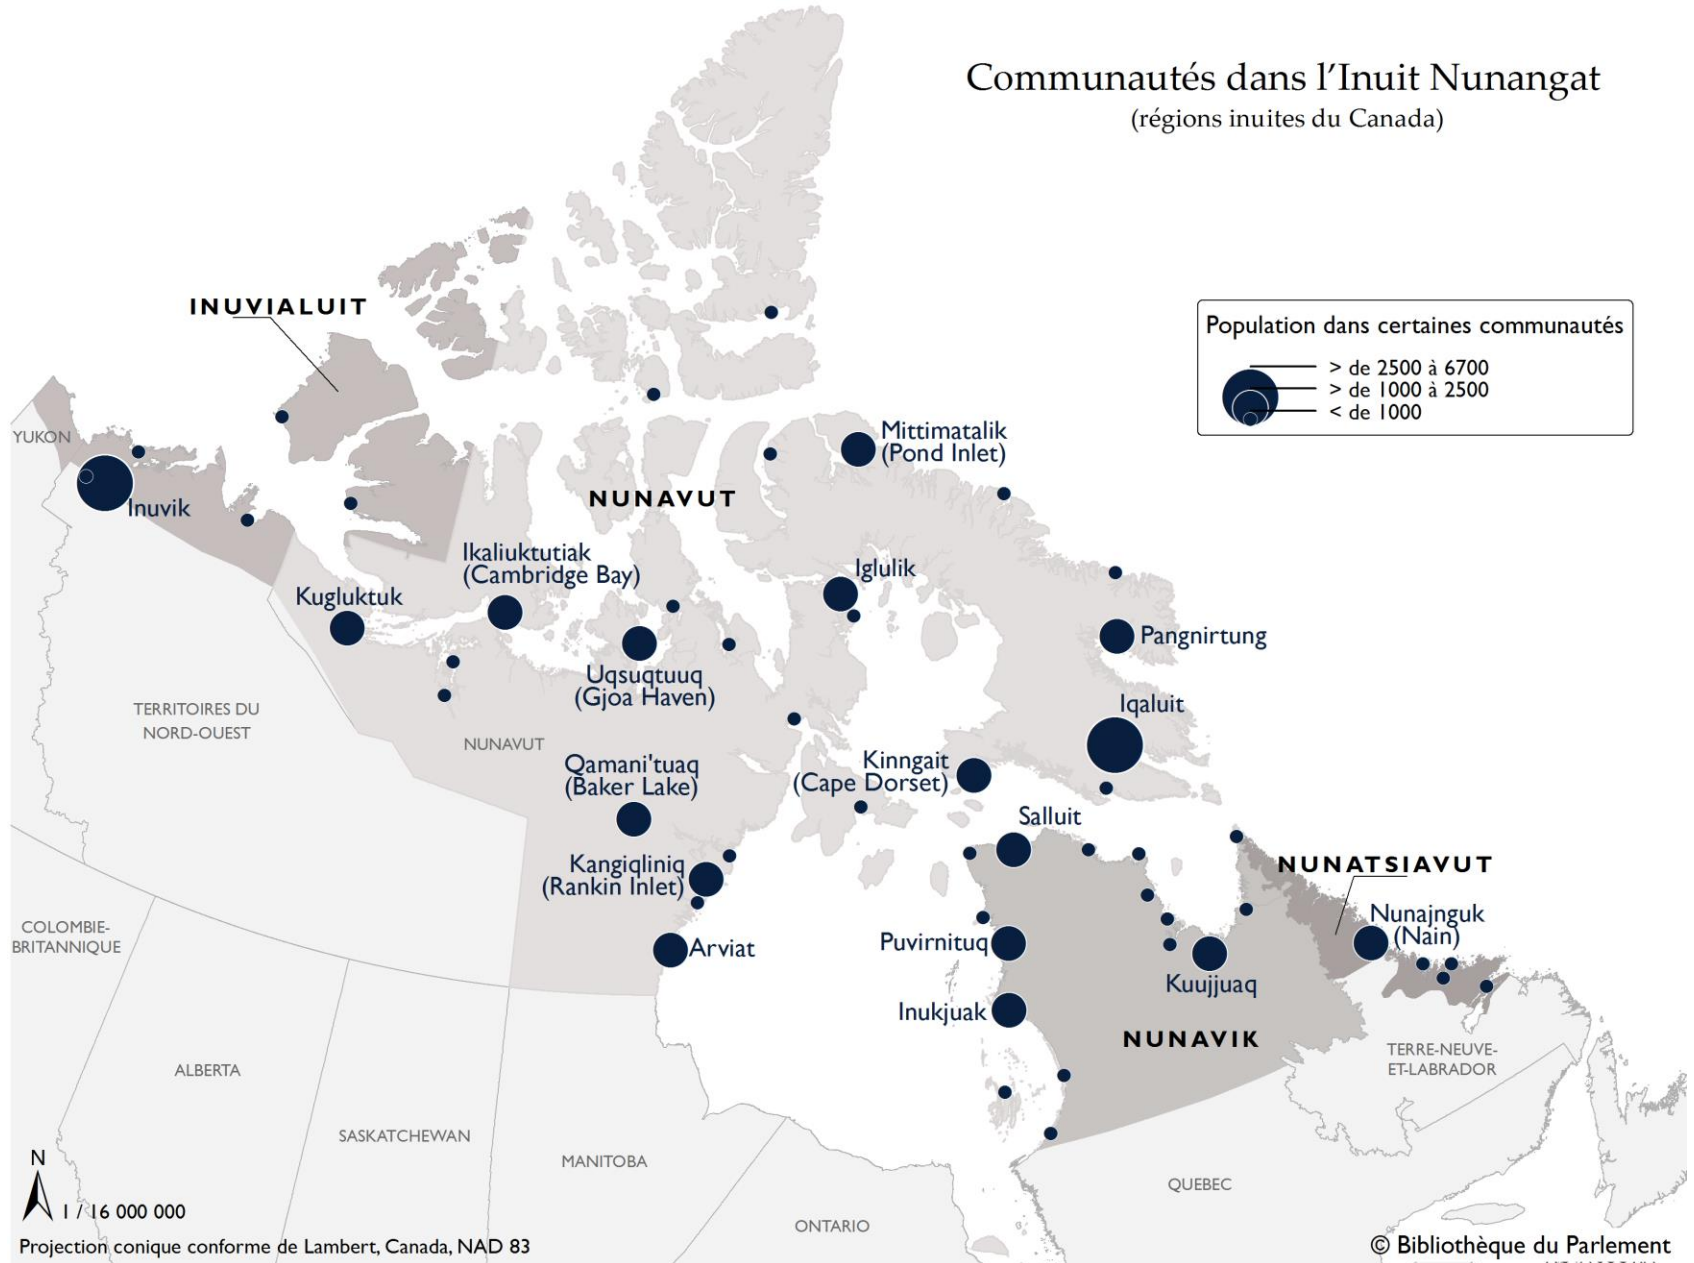 Communautés dans l'Inuit Nunangat
(régions inuites du Canada)
INUVIALUIT
Population dans certaines communautés
> de 2500 à 6700
> de 1000 à 2500
< de 1000
YUKON
Mittimatalik
(Pond Inlet)
NUNAVUT
Inuvik
Ikaliuktutiak
(Cambridge Bay)
Iglulik
Kugluktuk
Pangnirtung
Uqsuqtuuq
(Gjoa Haven)
Iqaluit
TERRITOIRES DU
NORD-OUEST
NUNAVUT
Qamani'tuaq
(Baker Lake)
Kinngait
(Cape Dorset)
Salluit
Kangiqliniq
(Rankin Inlet)
NUNATSIAVUT
Nunajnguk
(Nain)
COLOMBIE-
BRITANNIQUE
Arviat
Puvirnituq
Kuujjuaq
Inukjuak
NUNAVIK
TERRE-NEUVE-
ET-LABRADOR
ALBERTA
SASKATCHEWAN
MANITOBA
QUEBEC
ONTARIO
N
1 / 16 000 000
Projection conique conforme de Lambert, Canada, NAD 83
© Bibliothèque du Parlement